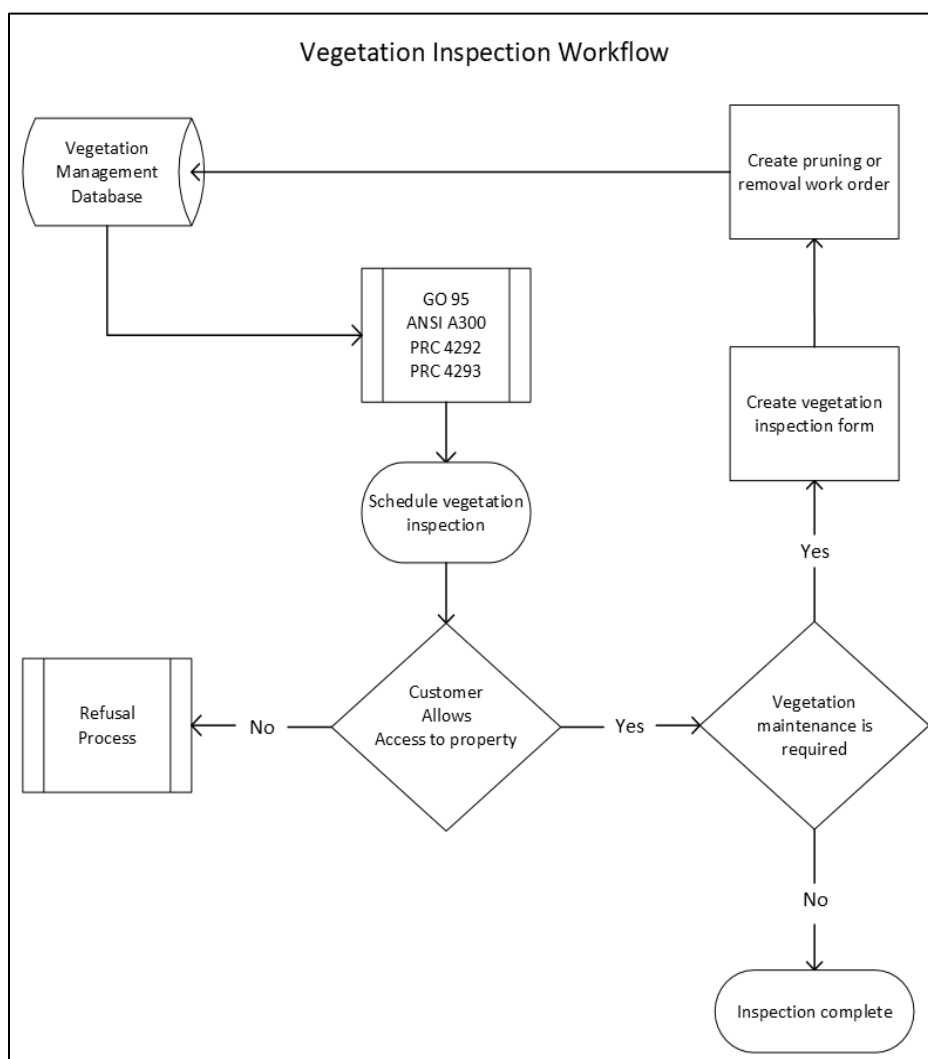 Vegetation Inspection Workflow
Vegetation
Management
Database
Create pruning or
removal work order
GO 95
ANSI A300
PRC 4292
PRC 4293
Create vegetation
inspection form
Schedule vegetation
inspection
Yes
Refusal
Process
No
Customer
Allows
Access to property
Yes
Vegetation
maintenance is
required
No
Inspection complete